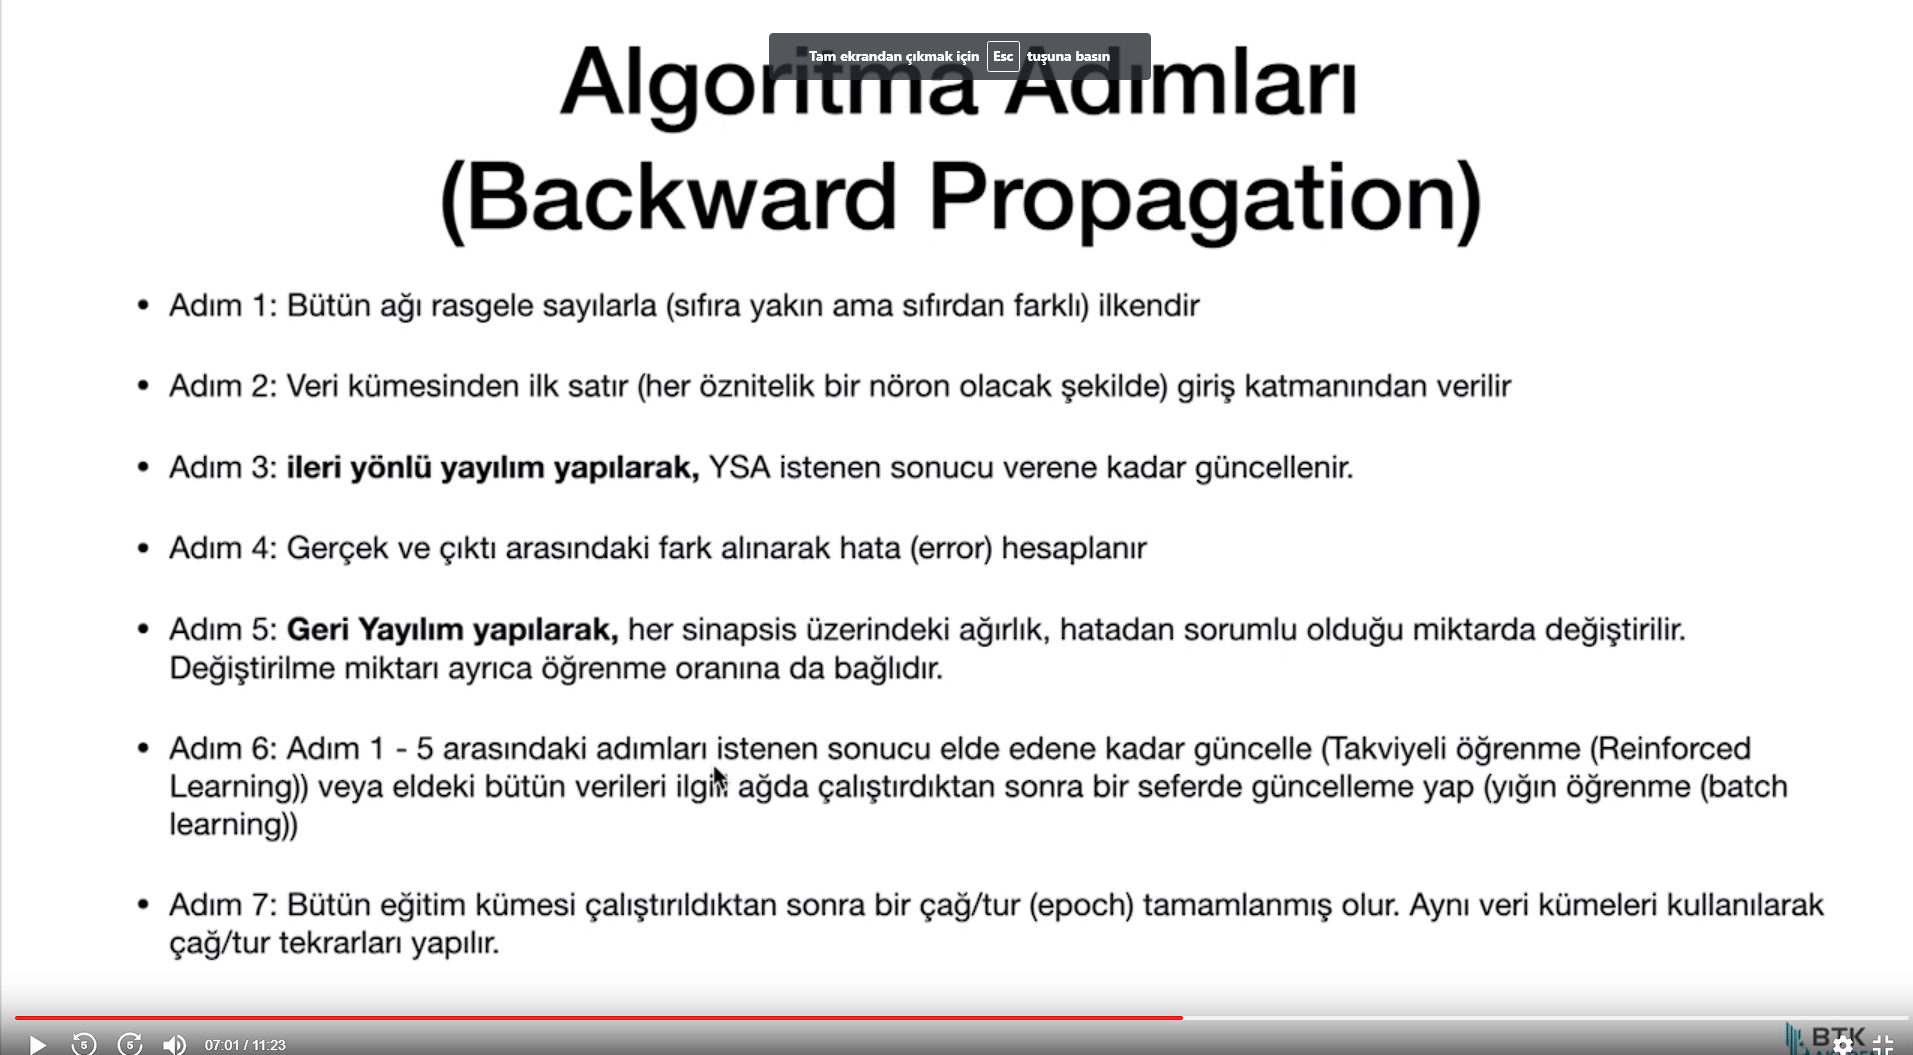 Tam ekrandan çıkmak için Esc tuşuna basın
Algoritma Adımları
(Backward Propagation)
• Adım 1: Bütün ağı rasgele sayılarla (sıfıra yakın ama sıfırdan farklı) ilkendir
• Adım 2: Veri kümesinden ilk satır (her öznitelik bir nöron olacak şekilde) giriş katmanından verilir
• Adım 3: ileri yönlü yayılım yapılarak, YSA istenen sonucu verene kadar güncellenir.
• Adım 4: Gerçek ve çıktı arasındaki fark alınarak hata (error) hesaplanır
• Adım 5: Geri Yayılım yapılarak, her sinapsis üzerindeki ağırlık, hatadan sorumlu olduğu miktarda değiştirilir.
Değiştirilme miktarı ayrıca öğrenme oranına da bağlıdır.
• Adım 6: Adım 1 - 5 arasındaki adımları istenen sonucu elde edene kadar güncelle (Takviyeli öğrenme (Reinforced
Learning)) veya eldeki bütün verileri ilgili ağda çalıştırdıktan sonra bir seferde güncelleme yap (yığın öğrenme (batch
learning))
• Adım 7: Bütün eğitim kümesi çalıştırıldıktan sonra bir çağ/tur (epoch) tamamlanmış olur. Aynı veri kümeleri kullanılarak
çağ/tur tekrarları yapılır.
5 5 07:01 / 11:23
BTK